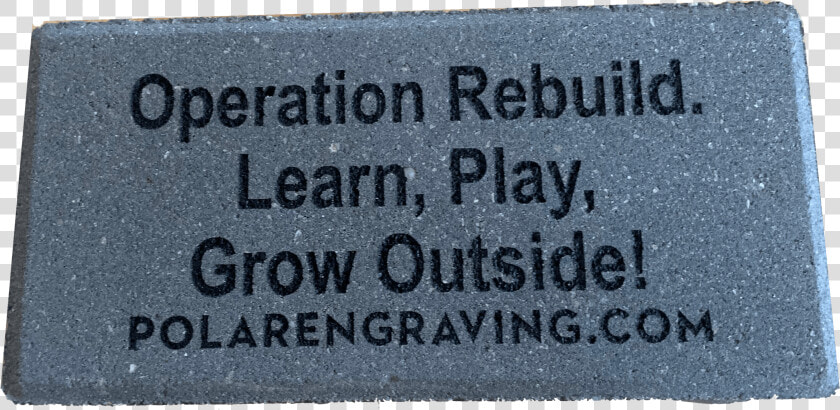 Operation Rebuild.
Learn, Play,
Grow Outside!
POLARENGRAVING.COM